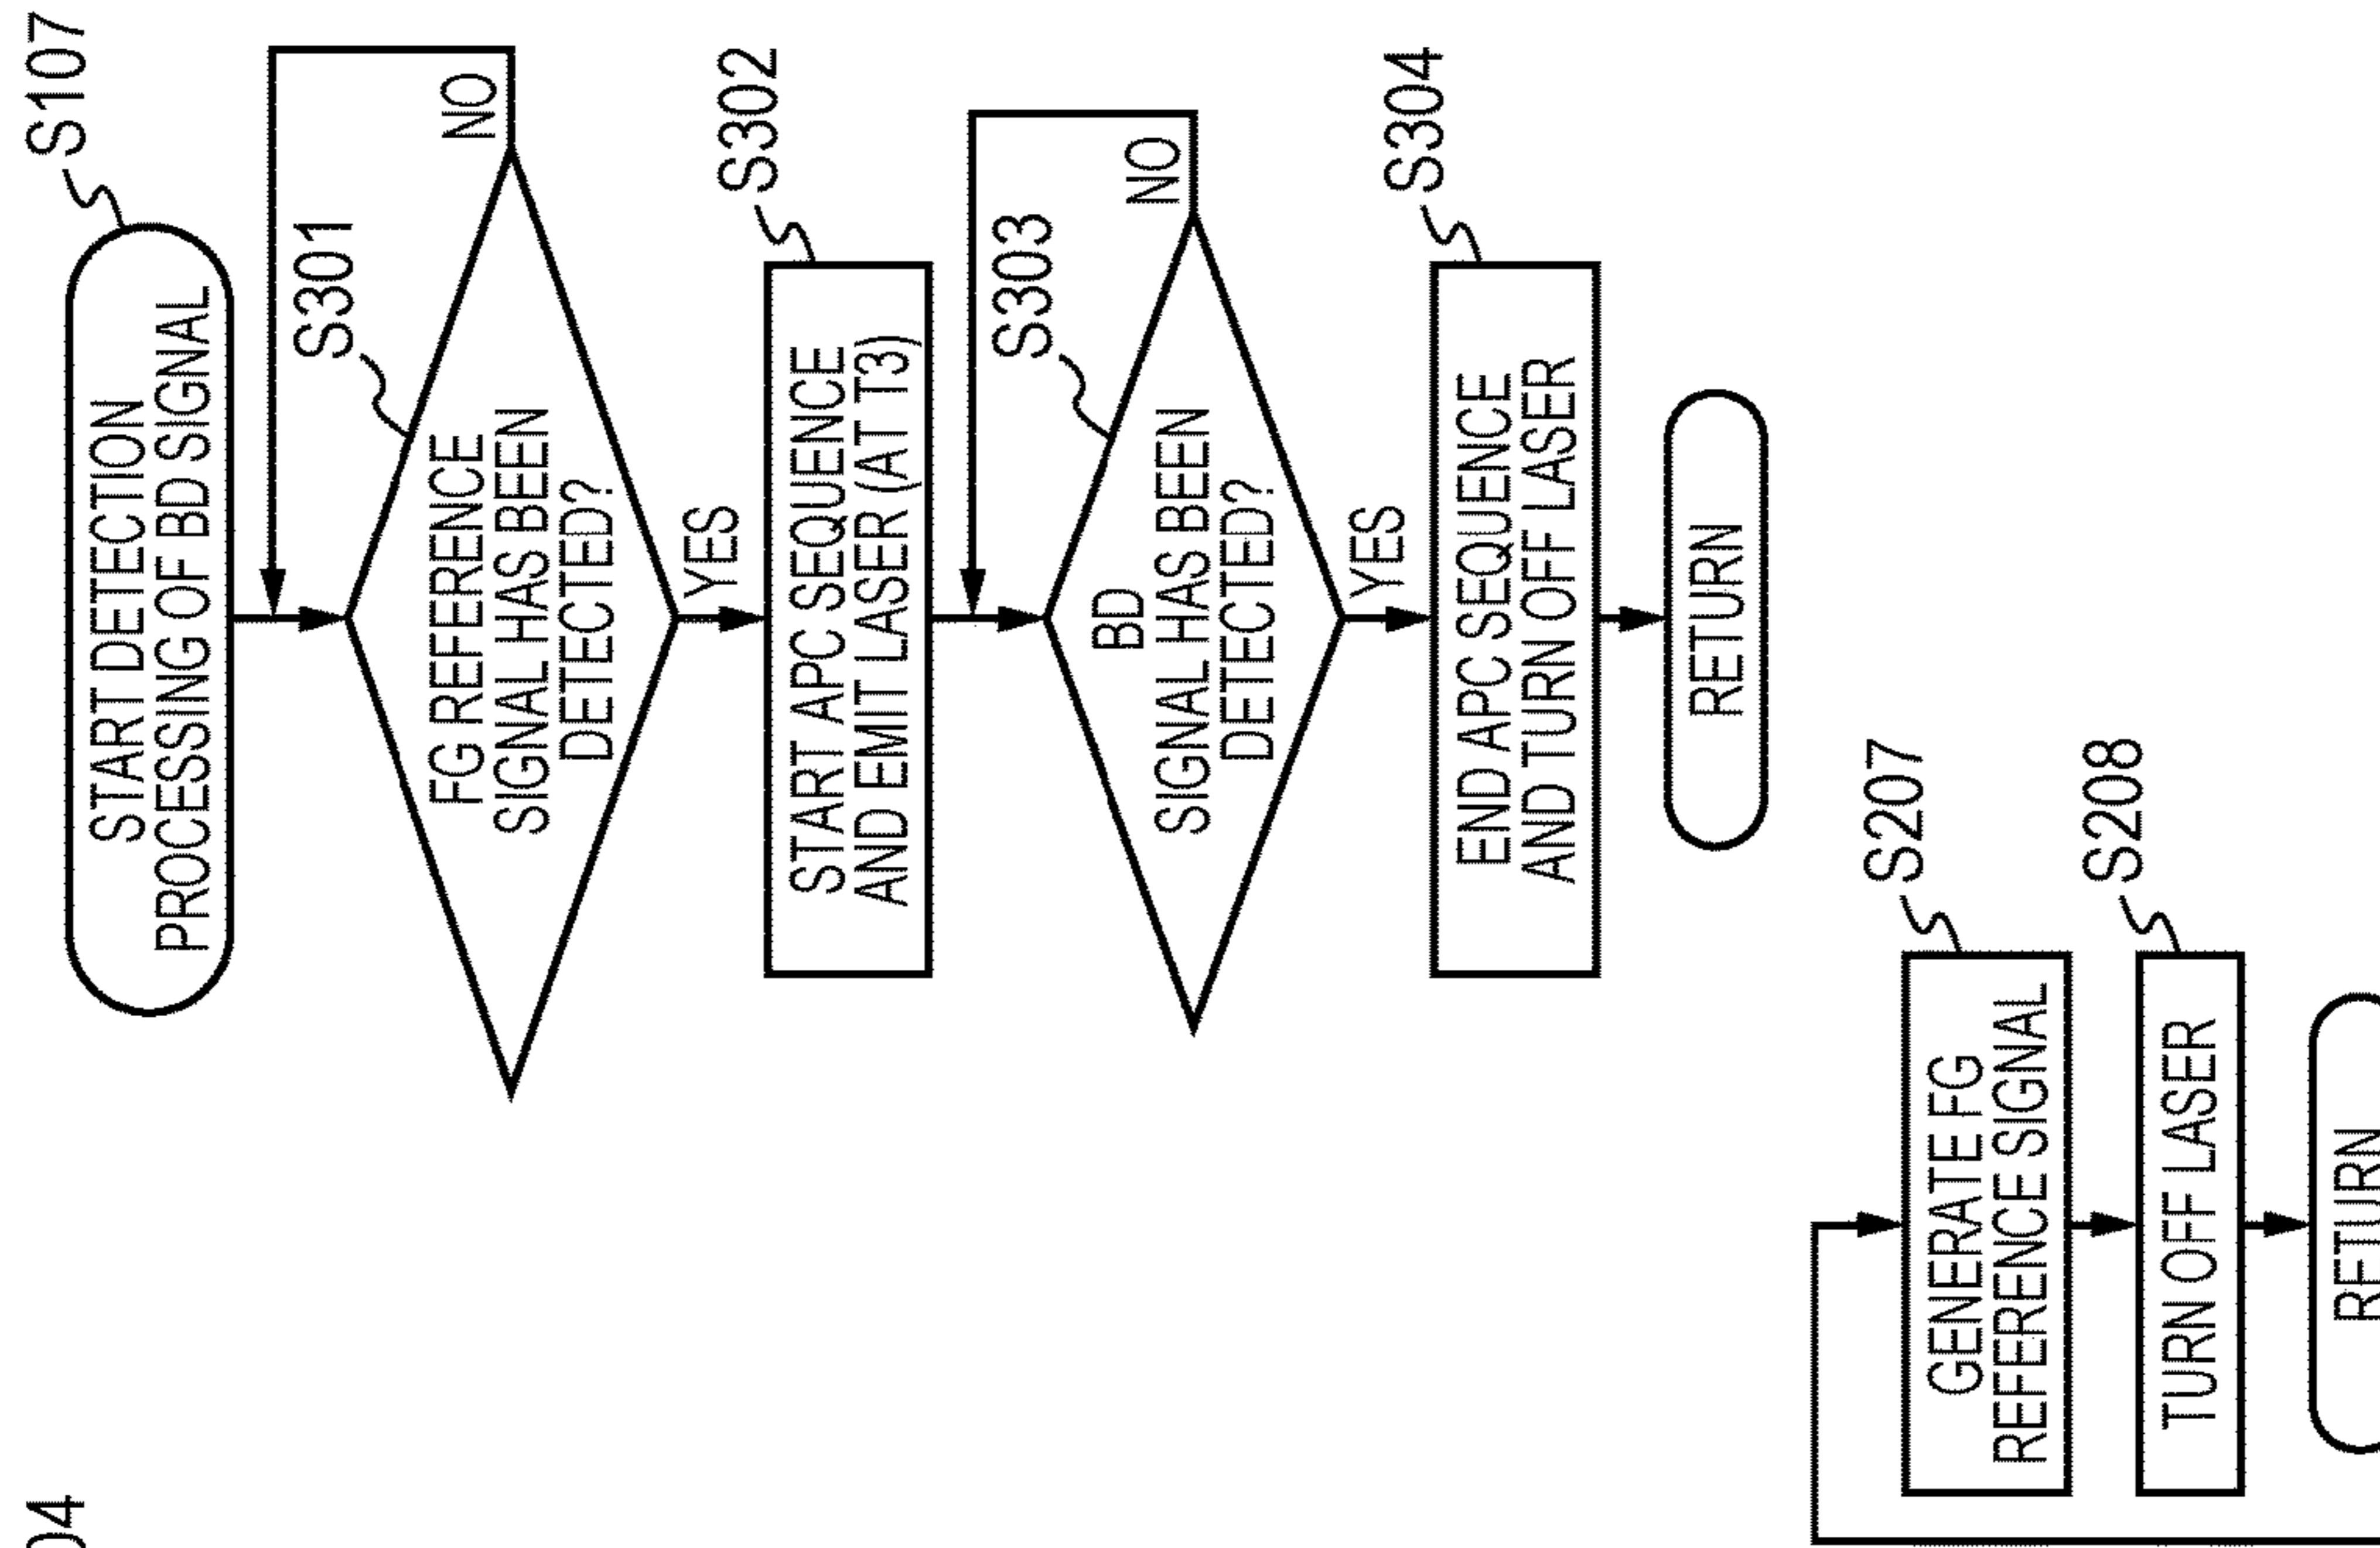 S107
START DETECTION
PROCESSING OF BD SIGNAL
S301
FG REFERENCE
SIGNAL HAS BEEN
DETECTED?
NO
YES
S302
START APC SEQUENCE
AND EMIT LASER (AT T3)
S303
BD
SIGNAL HAS BEEN
DETECTED?
NO
YES
S304
END APC SEQUENCE
AND TURN OFF LASER
RETURN
04
S207
GENERATE FG
REFERENCE SIGNAL
S208
TURN OFF LASER
RETURN